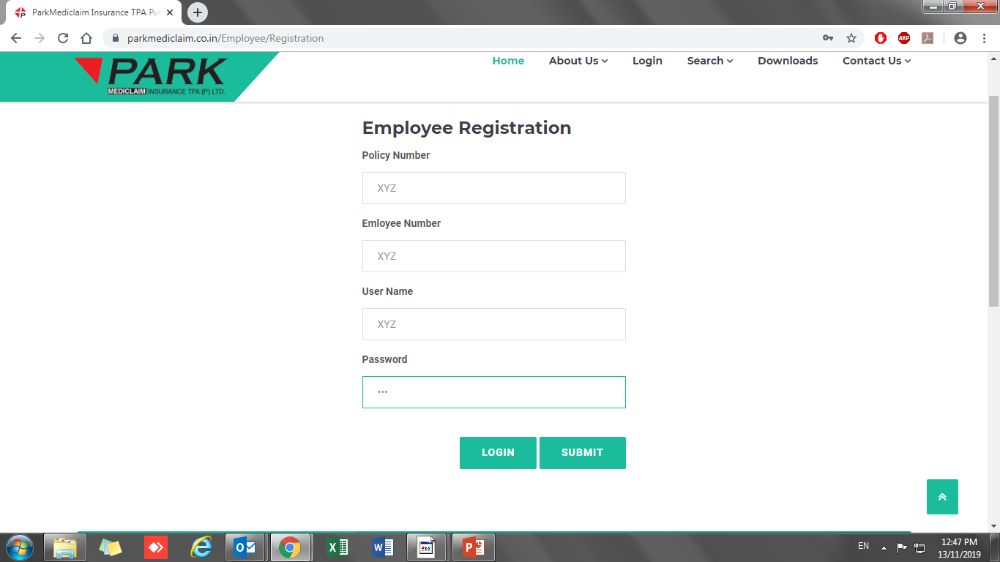 ParkMediclaim Insurance TPA Pvt
parkmediclaim.co.in/Employee/Registration
ABP
PARK
MEDICLAIM INSURANCE TPA (P) LTD.
Home About Us Login Search Downloads Contact Us
Employee Registration
Policy Number
XYZ
Emloyee Number
XYZ
User Name
XYZ
Password
•••
LOGIN SUBMIT
EN
12:47 PM
13/11/2019